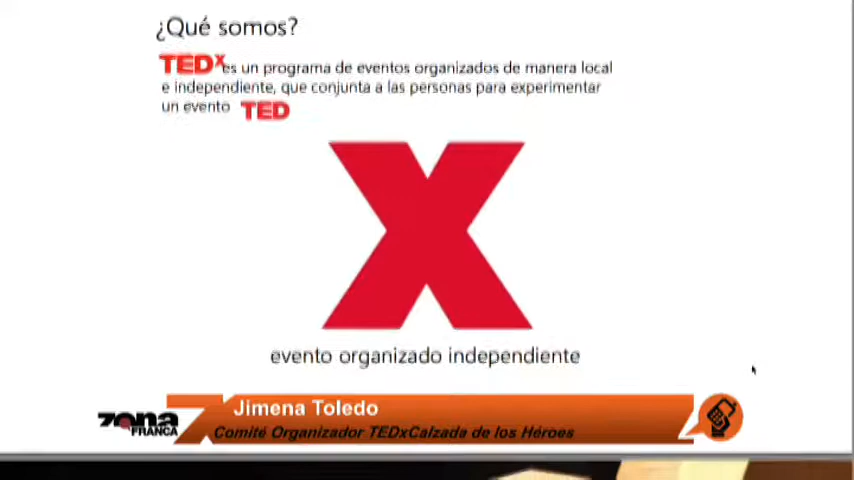 ¿Qué somos?
TEDx es un programa de eventos organizados de manera local
e independiente, que conjunta a las personas para experimentar
un evento TED
X
evento organizado independiente
Jimena Toledo
zona
FRANCA
Comité Organizador TEDxCalzada de los Héroes